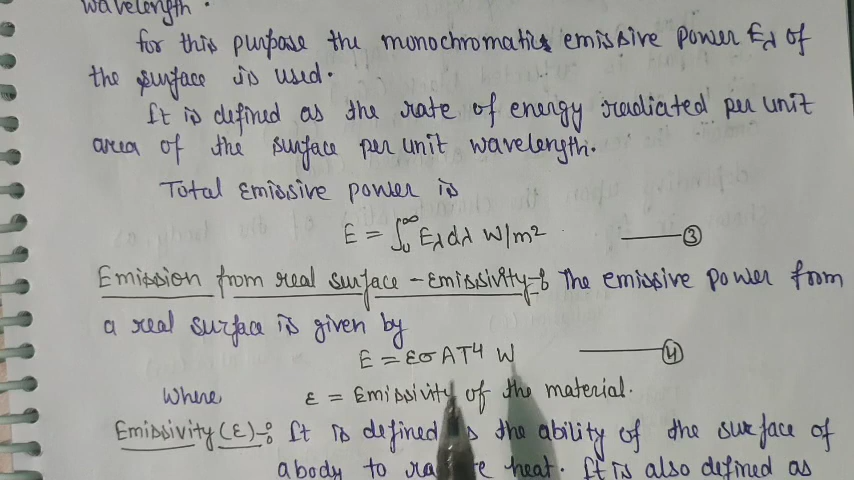 wavelength.
for this purpose the monochromatic emissive power Eλ of
the surface is used.
It is defined as the rate of energy radiated per unit
area of the surface per unit wavelength.
Total emissive power is
E = ∫₀^∞ Eλdλ W/m² —— ③
Emission from real surface - emissivity :- The emissive power from
a real surface is given by
E = εσAT⁴ W —— ④
Where ε = Emissivity of the material.
Emissivity (ε) :- It is defined the ability of the surface of
a body to heat. It is also defined as